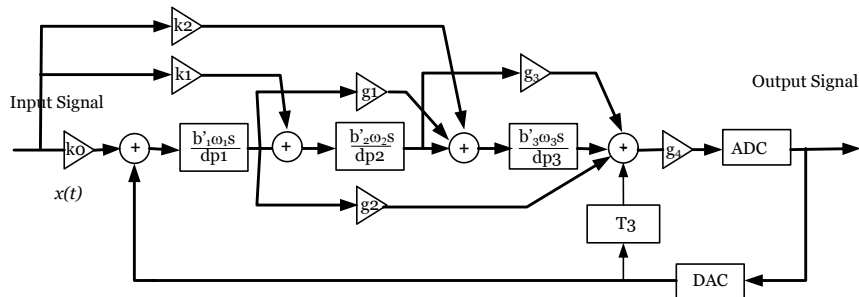 k2
g3
Output Signal
k1
g1
Input Signal
k0
+
b'₁ω₁s
dp1
+
b'₂ω₂s
dp2
+
b'₃ω₃s
dp3
+
g4
ADC
x(t)
g2
T3
DAC